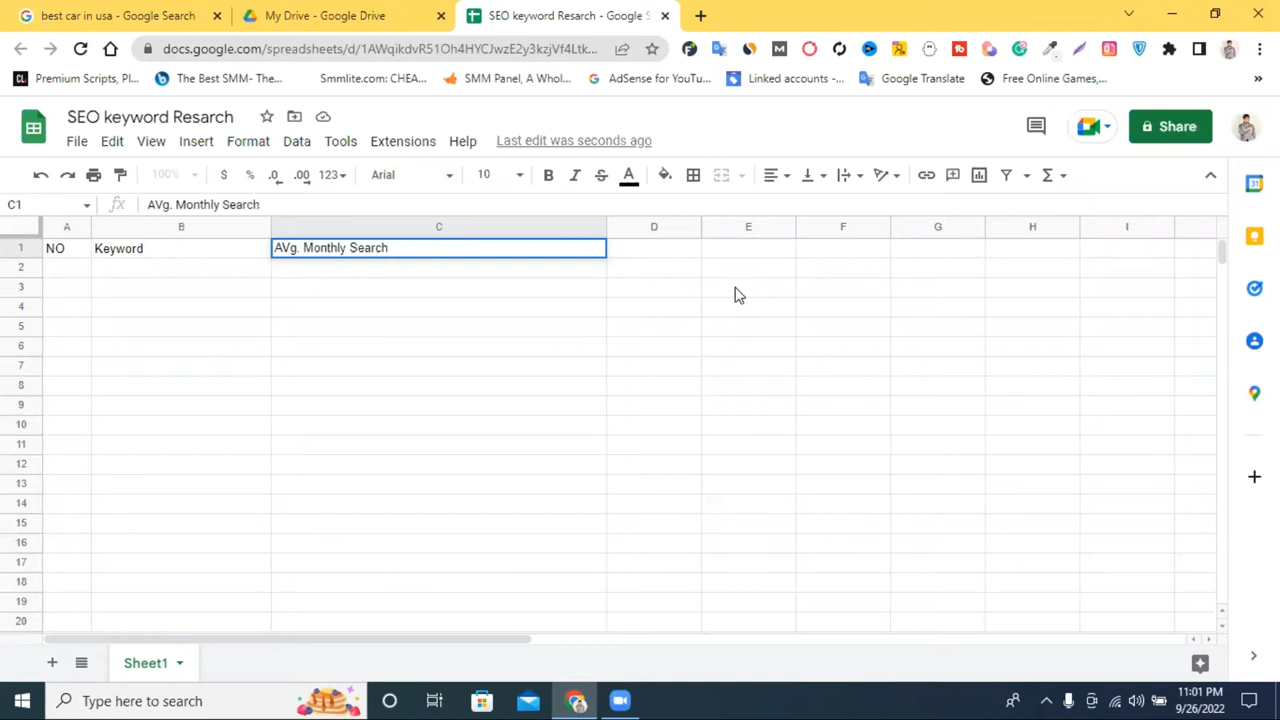 best car in usa - Google Search
My Drive - Google Drive
SEO keyword Resarch - Google S
docs.google.com/spreadsheets/d/1AWqikdvR51Oh4HYCJwzE2y3kzjVf4Ltk...
Premium Scripts, Pl...
The Best SMM- The...
Smmlite.com: CHEA...
SMM Panel, A Whol...
AdSense for YouTu...
Linked accounts -...
Google Translate
Free Online Games,...
SEO keyword Resarch
File Edit View Insert Format Data Tools Extensions Help Last edit was seconds ago
Share
100% $ % .0 .00 123 Arial 10 B I S A
C1 fx AVg. Monthly Search
A B C D E F G H I
1 NO Keyword AVg. Monthly Search
2
3
4
5
6
7
8
9
10
11
12
13
14
15
16
17
18
19
20
Sheet1
Type here to search
11:01 PM
9/26/2022